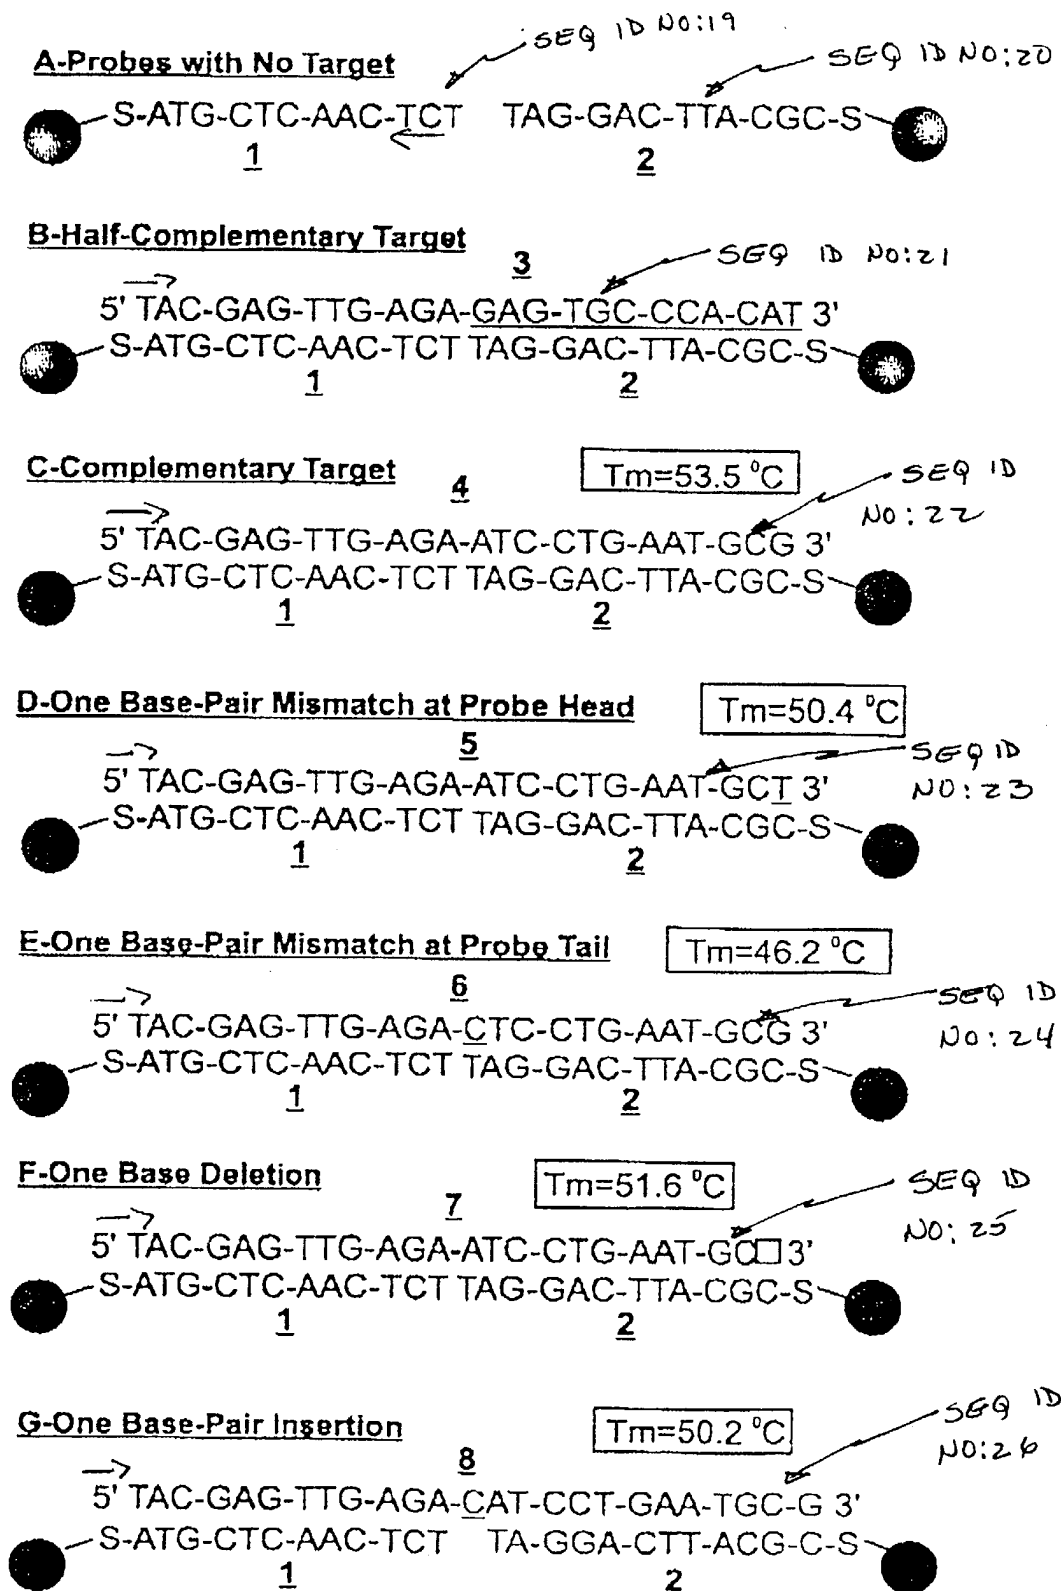 SEQ ID NO:19
SEQ ID NO:20
A-Probes with No Target
S-ATG-CTC-AAC-TCT TAG-GAC-TTA-CGC-S
1 2
B-Half-Complementary Target
3
SEQ ID NO:21
5' TAC-GAG-TTG-AGA-GAG-TGC-CCA-CAT 3'
S-ATG-CTC-AAC-TCT TAG-GAC-TTA-CGC-S
1 2
C-Complementary Target
4
Tm=53.5 °C
SEQ ID
NO:22
5' TAC-GAG-TTG-AGA-ATC-CTG-AAT-GCG 3'
S-ATG-CTC-AAC-TCT TAG-GAC-TTA-CGC-S
1 2
D-One Base-Pair Mismatch at Probe Head
5
Tm=50.4 °C
SEQ ID
NO:23
5' TAC-GAG-TTG-AGA-ATC-CTG-AAT-GCT 3'
S-ATG-CTC-AAC-TCT TAG-GAC-TTA-CGC-S
1 2
E-One Base-Pair Mismatch at Probe Tail
6
Tm=46.2 °C
SEQ ID
NO:24
5' TAC-GAG-TTG-AGA-CTC-CTG-AAT-GCG 3'
S-ATG-CTC-AAC-TCT TAG-GAC-TTA-CGC-S
1 2
F-One Base Deletion
7
Tm=51.6 °C
SEQ ID
NO:25
5' TAC-GAG-TTG-AGA-ATC-CTG-AAT-GC□ 3'
S-ATG-CTC-AAC-TCT TAG-GAC-TTA-CGC-S
1 2
G-One Base-Pair Insertion
8
Tm=50.2 °C
SEQ ID
NO:26
5' TAC-GAG-TTG-AGA-CAT-CCT-GAA-TGC-G 3'
S-ATG-CTC-AAC-TCT TA-GGA-CTT-ACG-C-S
1 2